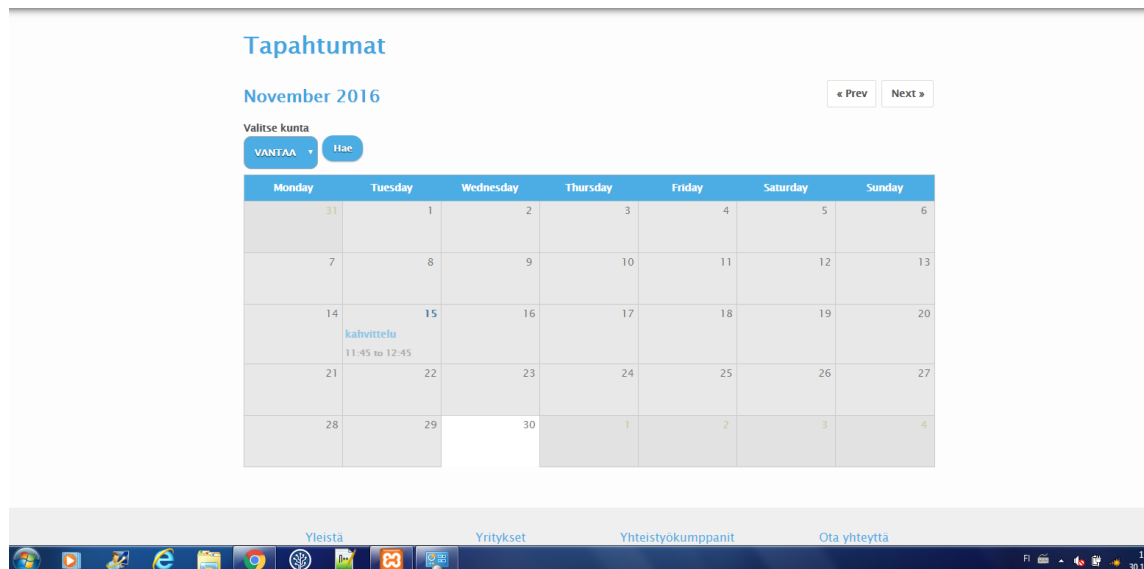 Tapahtumat
November 2016
« Prev Next »
Valitse kunta
VANTAA Hae
Monday Tuesday Wednesday Thursday Friday Saturday Sunday
31 1 2 3 4 5 6
7 8 9 10 11 12 13
14 15 16 17 18 19 20
kahvittelu
11:45 to 12:45
21 22 23 24 25 26 27
28 29 30 1 2 3 4
Yleistä Yritykset Yhteistyökumppanit Ota yhteyttä
FI